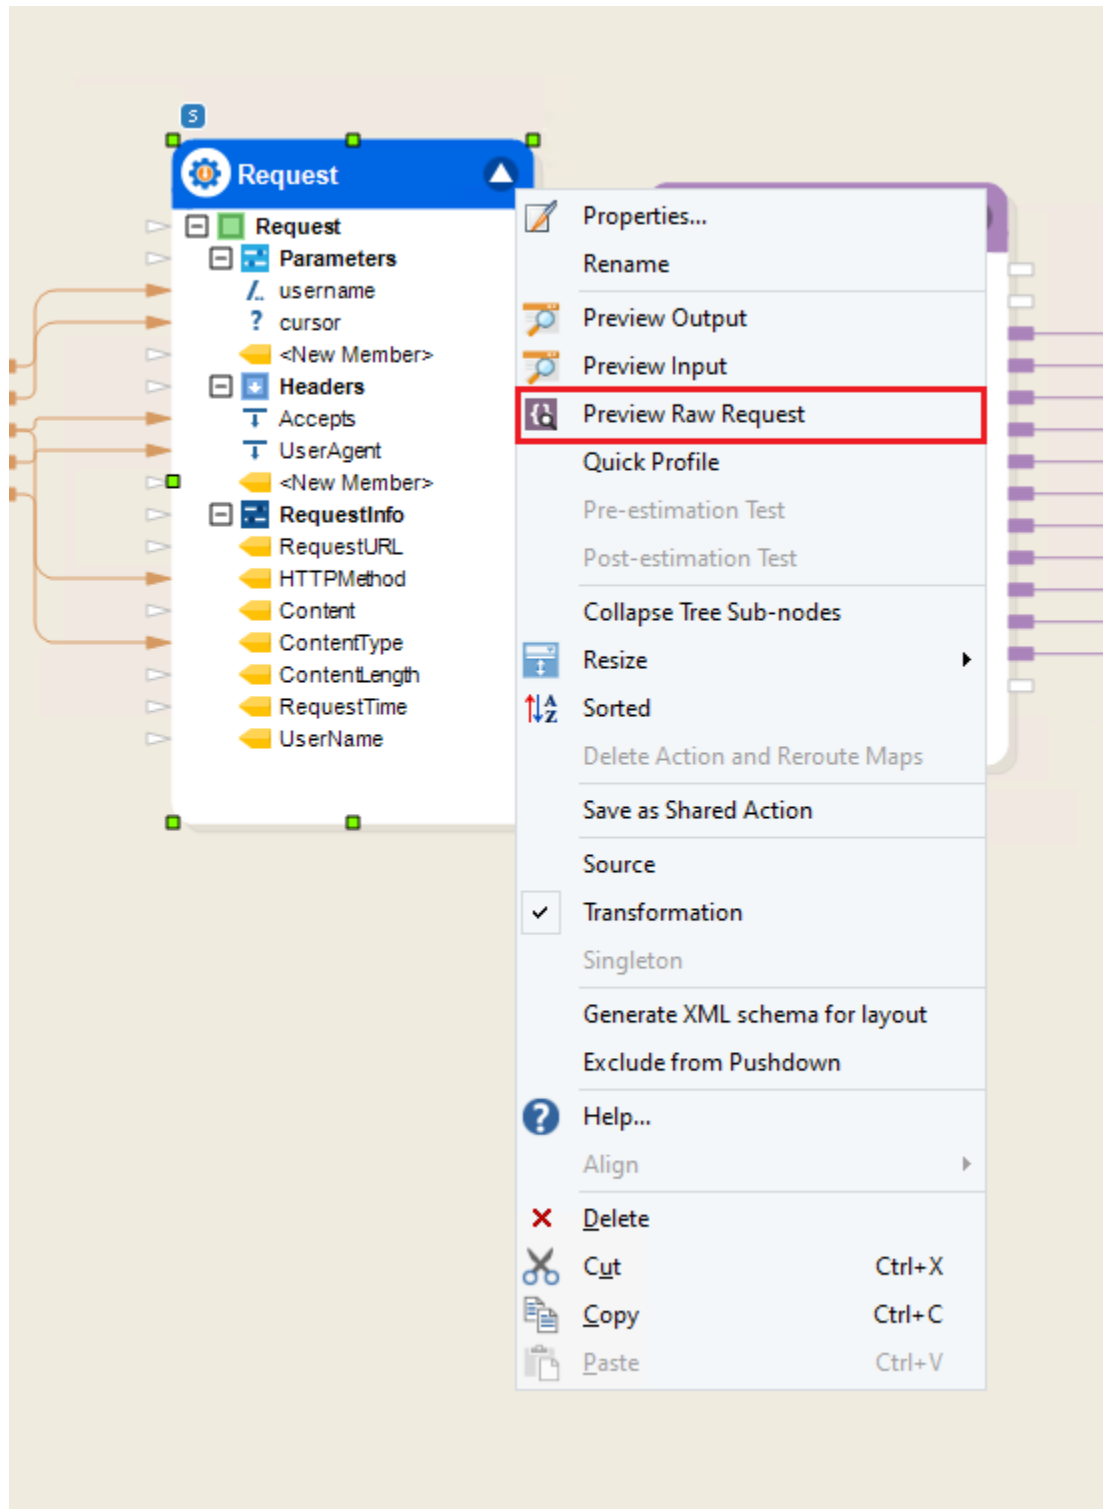 S
Request
Request
Parameters
username
cursor
<New Member>
Headers
Accepts
UserAgent
<New Member>
RequestInfo
RequestURL
HTTPMethod
Content
ContentType
ContentLength
RequestTime
UserName
Properties...
Rename
Preview Output
Preview Input
Preview Raw Request
Quick Profile
Pre-estimation Test
Post-estimation Test
Collapse Tree Sub-nodes
Resize
Sorted
Delete Action and Reroute Maps
Save as Shared Action
Source
Transformation
Singleton
Generate XML schema for layout
Exclude from Pushdown
Help...
Align
Delete
Cut Ctrl+X
Copy Ctrl+C
Paste Ctrl+V